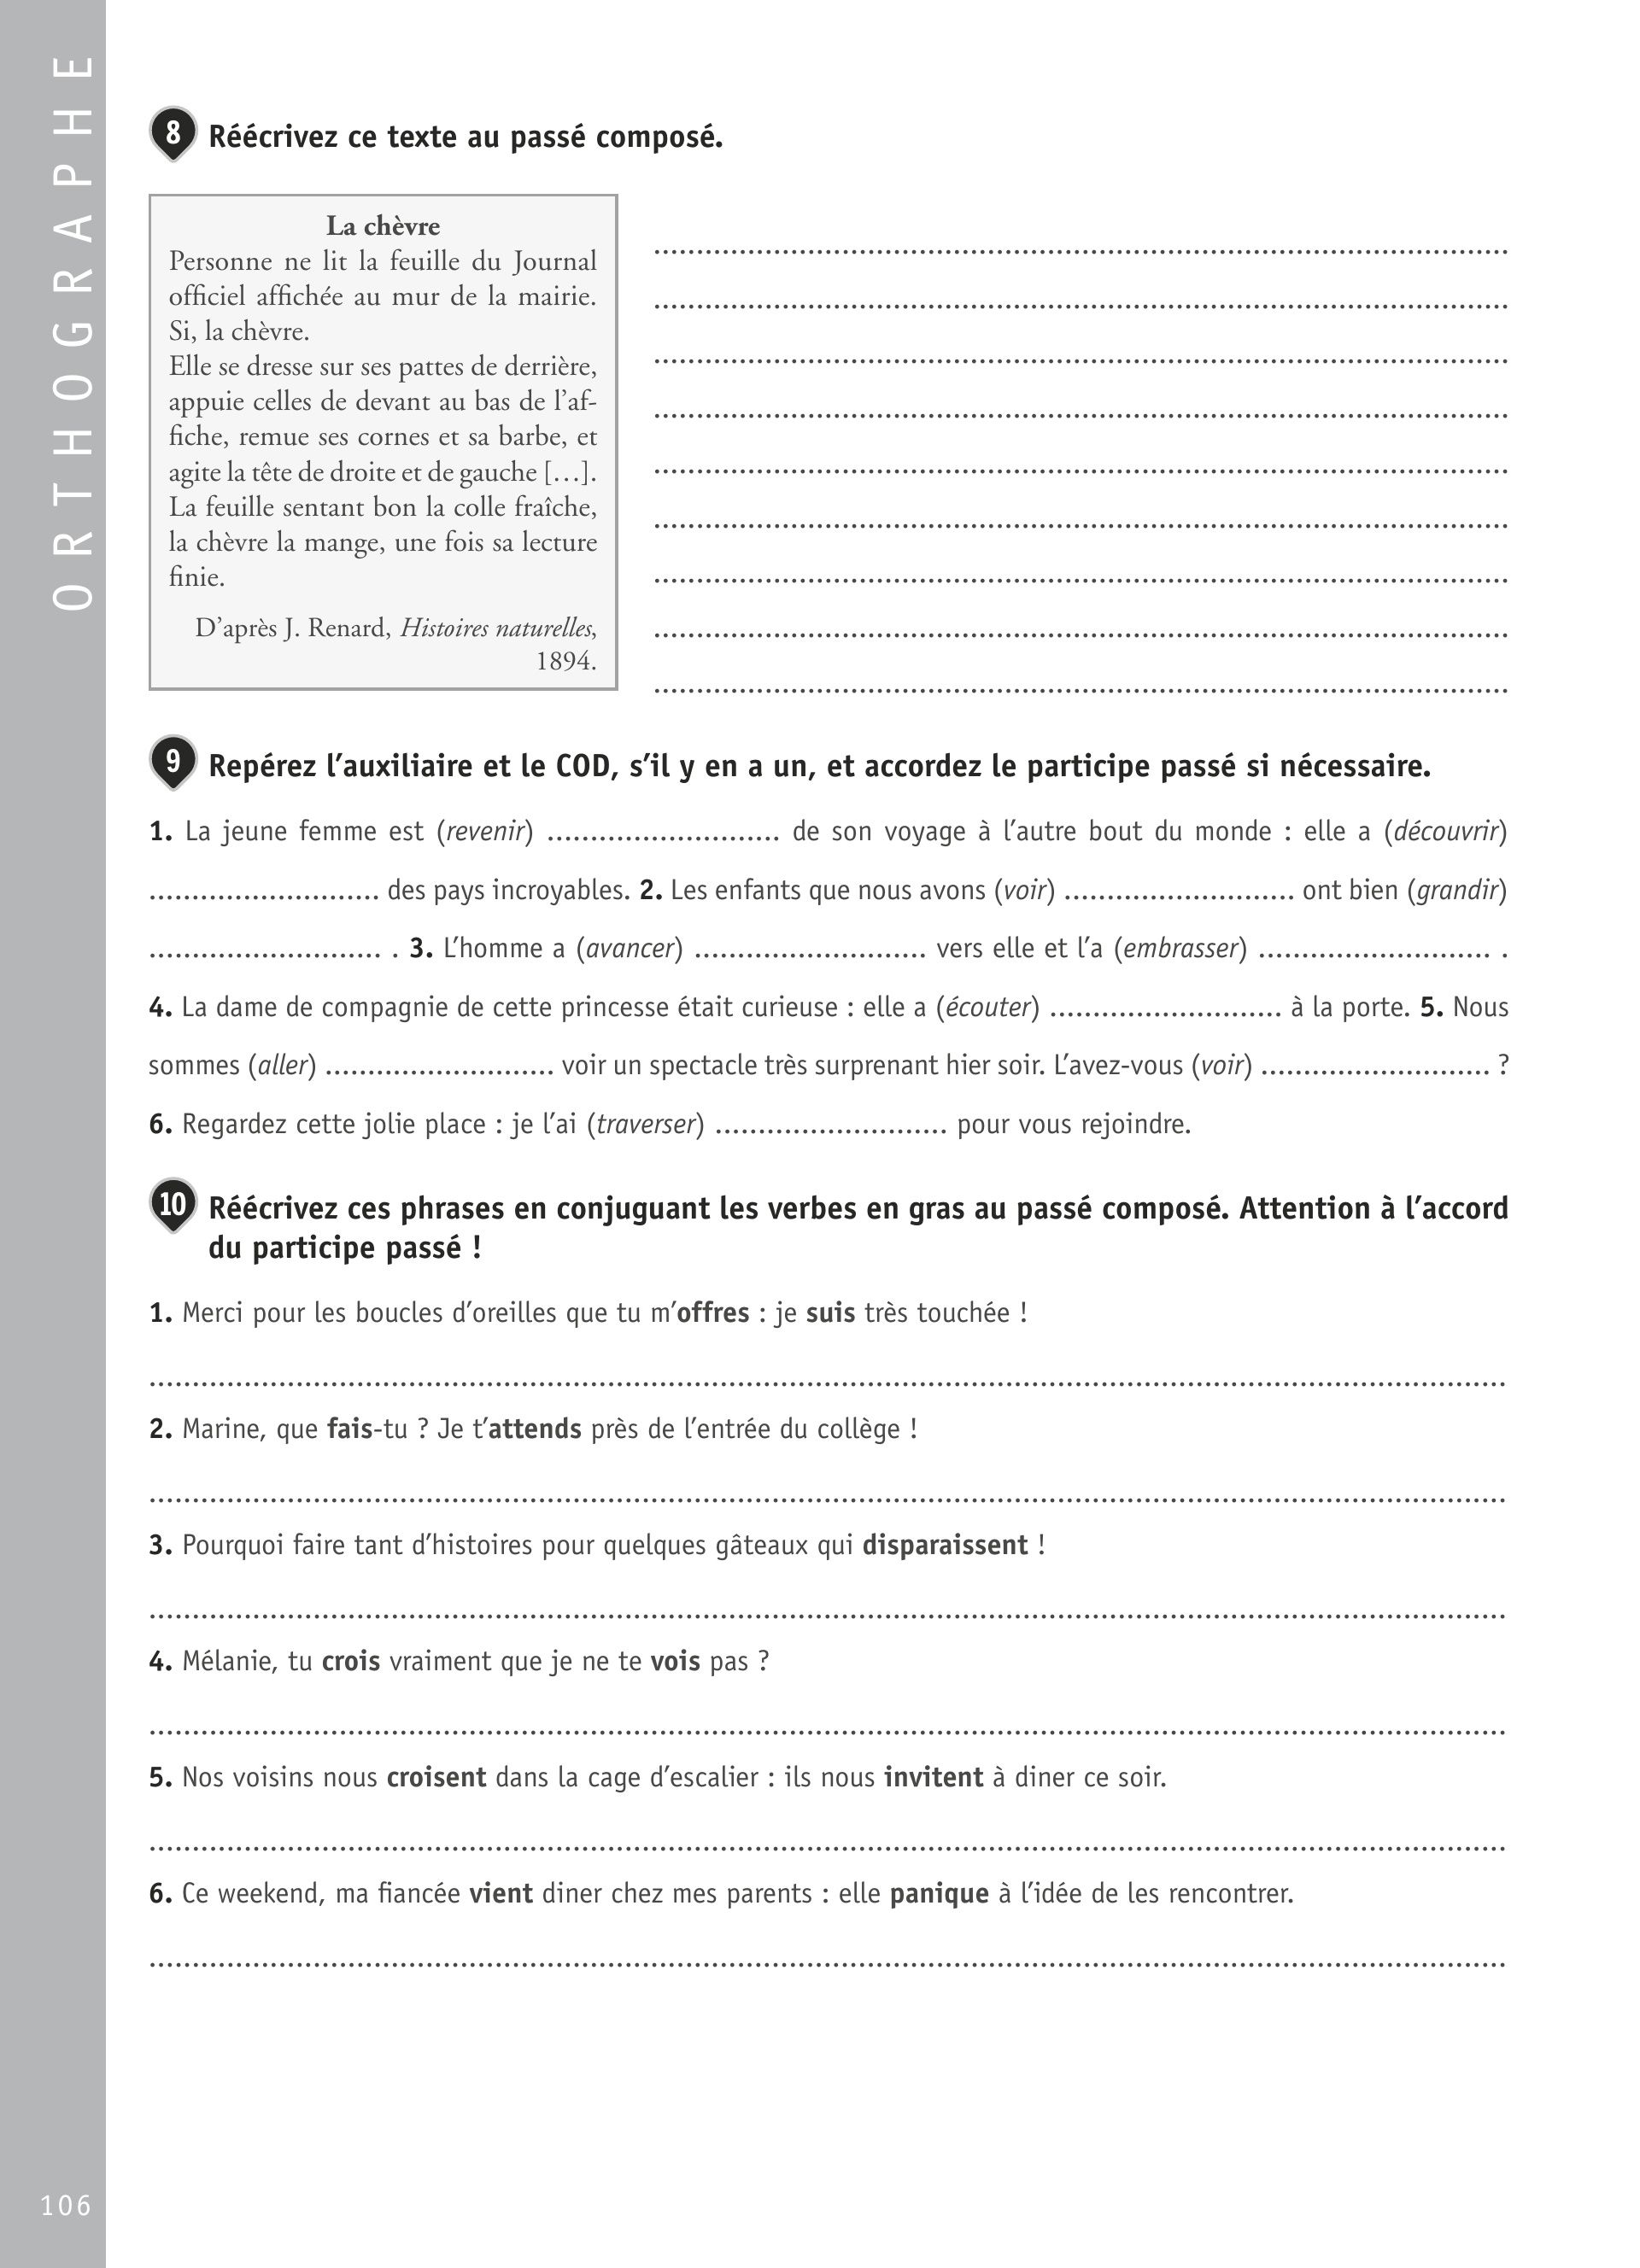 ORTHOGRAPHE
8 Réécrivez ce texte au passé composé.
La chèvre
Personne ne lit la feuille du Journal
officiel affichée au mur de la mairie.
Si, la chèvre.
Elle se dresse sur ses pattes de derrière,
appuie celles de devant au bas de l’af-
fiche, remue ses cornes et sa barbe, et
agite la tête de droite et de gauche […].
La feuille sentant bon la colle fraîche,
la chèvre la mange, une fois sa lecture
finie.
D’après J. Renard, Histoires naturelles,
1894.
..........
..........
..........
..........
..........
..........
..........
..........
..........
9 Repérez l’auxiliaire et le COD, s’il y en a un, et accordez le participe passé si nécessaire.
1. La jeune femme est (revenir) .......... de son voyage à l’autre bout du monde : elle a (découvrir)
.......... des pays incroyables. 2. Les enfants que nous avons (voir) .......... ont bien (grandir)
.......... . 3. L’homme a (avancer) .......... vers elle et l’a (embrasser) .......... .
4. La dame de compagnie de cette princesse était curieuse : elle a (écouter) .......... à la porte. 5. Nous
sommes (aller) .......... voir un spectacle très surprenant hier soir. L’avez-vous (voir) .......... ?
6. Regardez cette jolie place : je l’ai (traverser) .......... pour vous rejoindre.
10 Réécrivez ces phrases en conjuguant les verbes en gras au passé composé. Attention à l’accord
du participe passé !
1. Merci pour les boucles d’oreilles que tu m’offres : je suis très touchée !
..........
2. Marine, que fais-tu ? Je t’attends près de l’entrée du collège !
..........
3. Pourquoi faire tant d’histoires pour quelques gâteaux qui disparaissent !
..........
4. Mélanie, tu crois vraiment que je ne te vois pas ?
..........
5. Nos voisins nous croisent dans la cage d’escalier : ils nous invitent à diner ce soir.
..........
6. Ce weekend, ma fiancée vient diner chez mes parents : elle panique à l’idée de les rencontrer.
..........
106